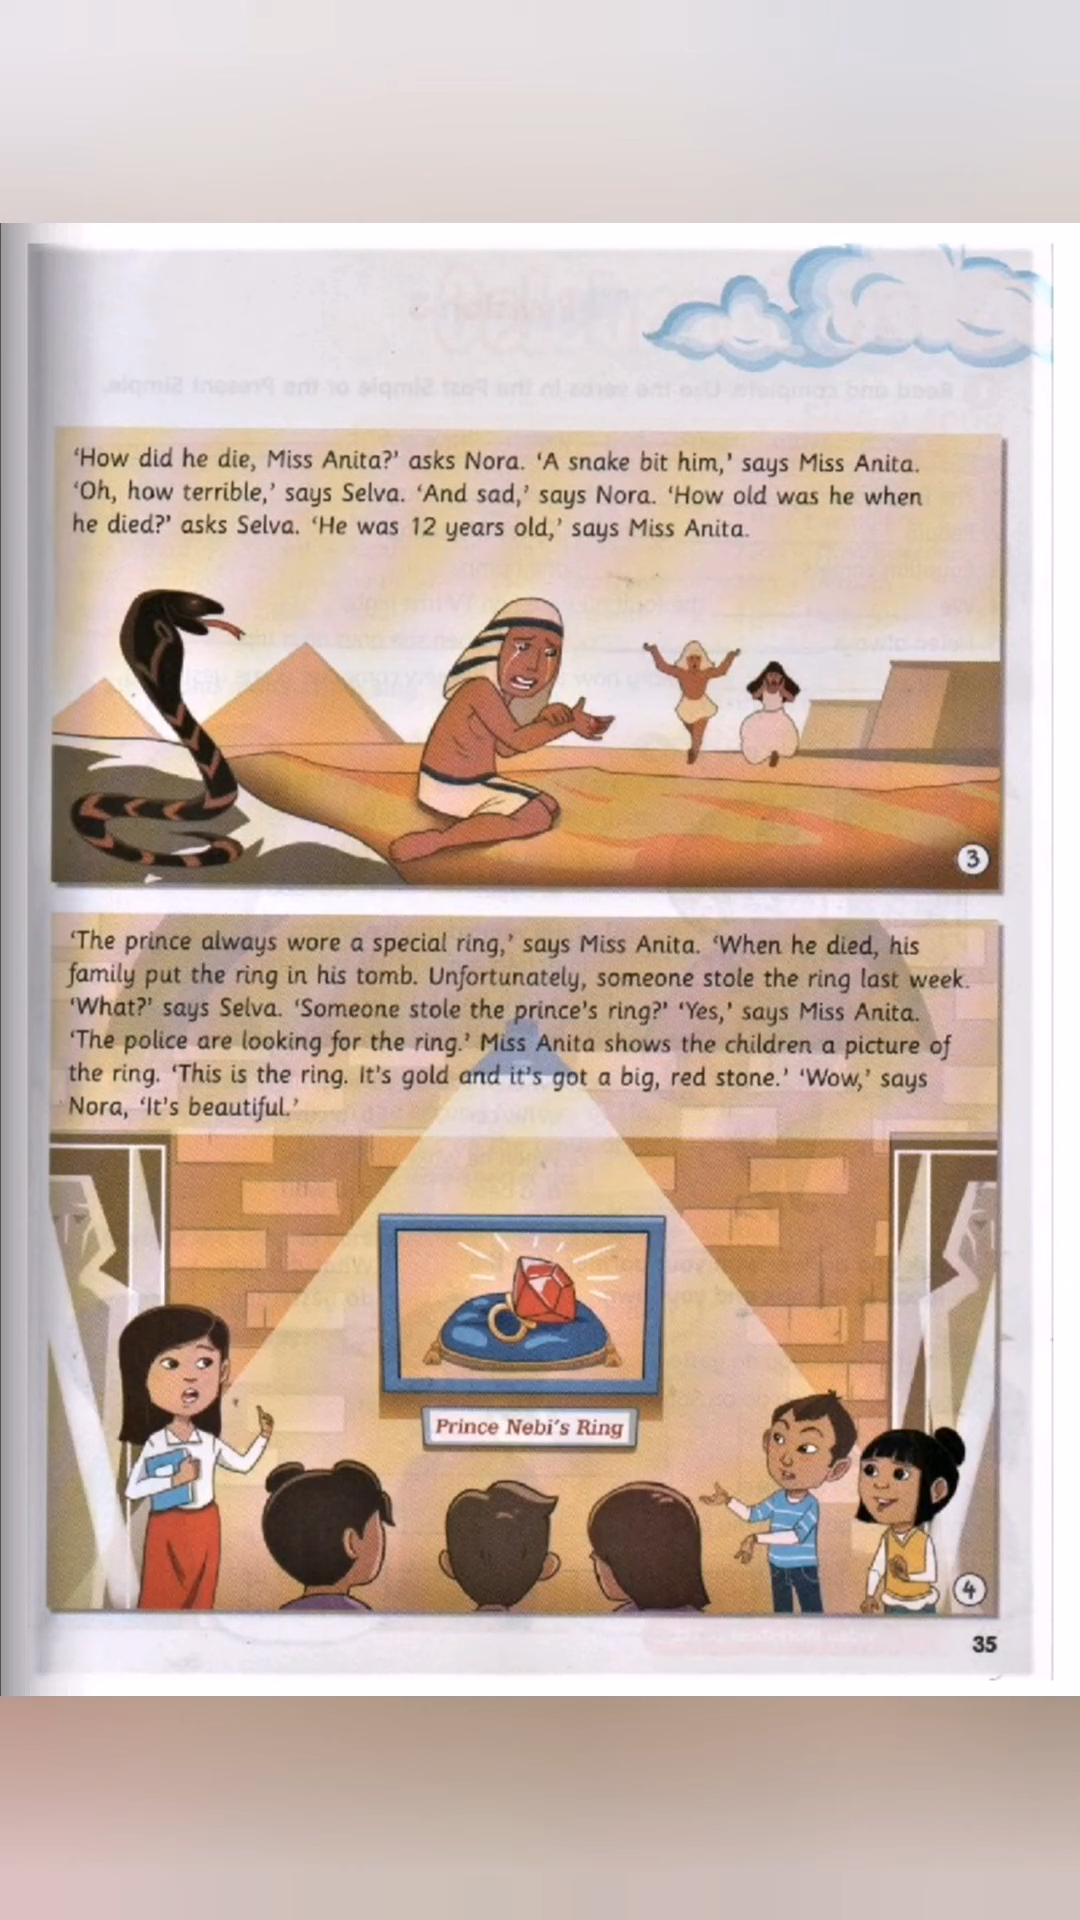 ‘How did he die, Miss Anita?’ asks Nora. ‘A snake bit him,’ says Miss Anita.
‘Oh, how terrible,’ says Selva. ‘And sad,’ says Nora. ‘How old was he when
he died?’ asks Selva. ‘He was 12 years old,’ says Miss Anita.
3
‘The prince always wore a special ring,’ says Miss Anita. ‘When he died, his
family put the ring in his tomb. Unfortunately, someone stole the ring last week.
‘What?’ says Selva. ‘Someone stole the prince’s ring?’ ‘Yes,’ says Miss Anita.
‘The police are looking for the ring.’ Miss Anita shows the children a picture of
the ring. ‘This is the ring. It’s gold and it’s got a big, red stone.’ ‘Wow,’ says
Nora, ‘It’s beautiful.’
Prince Nebi’s Ring
4
35